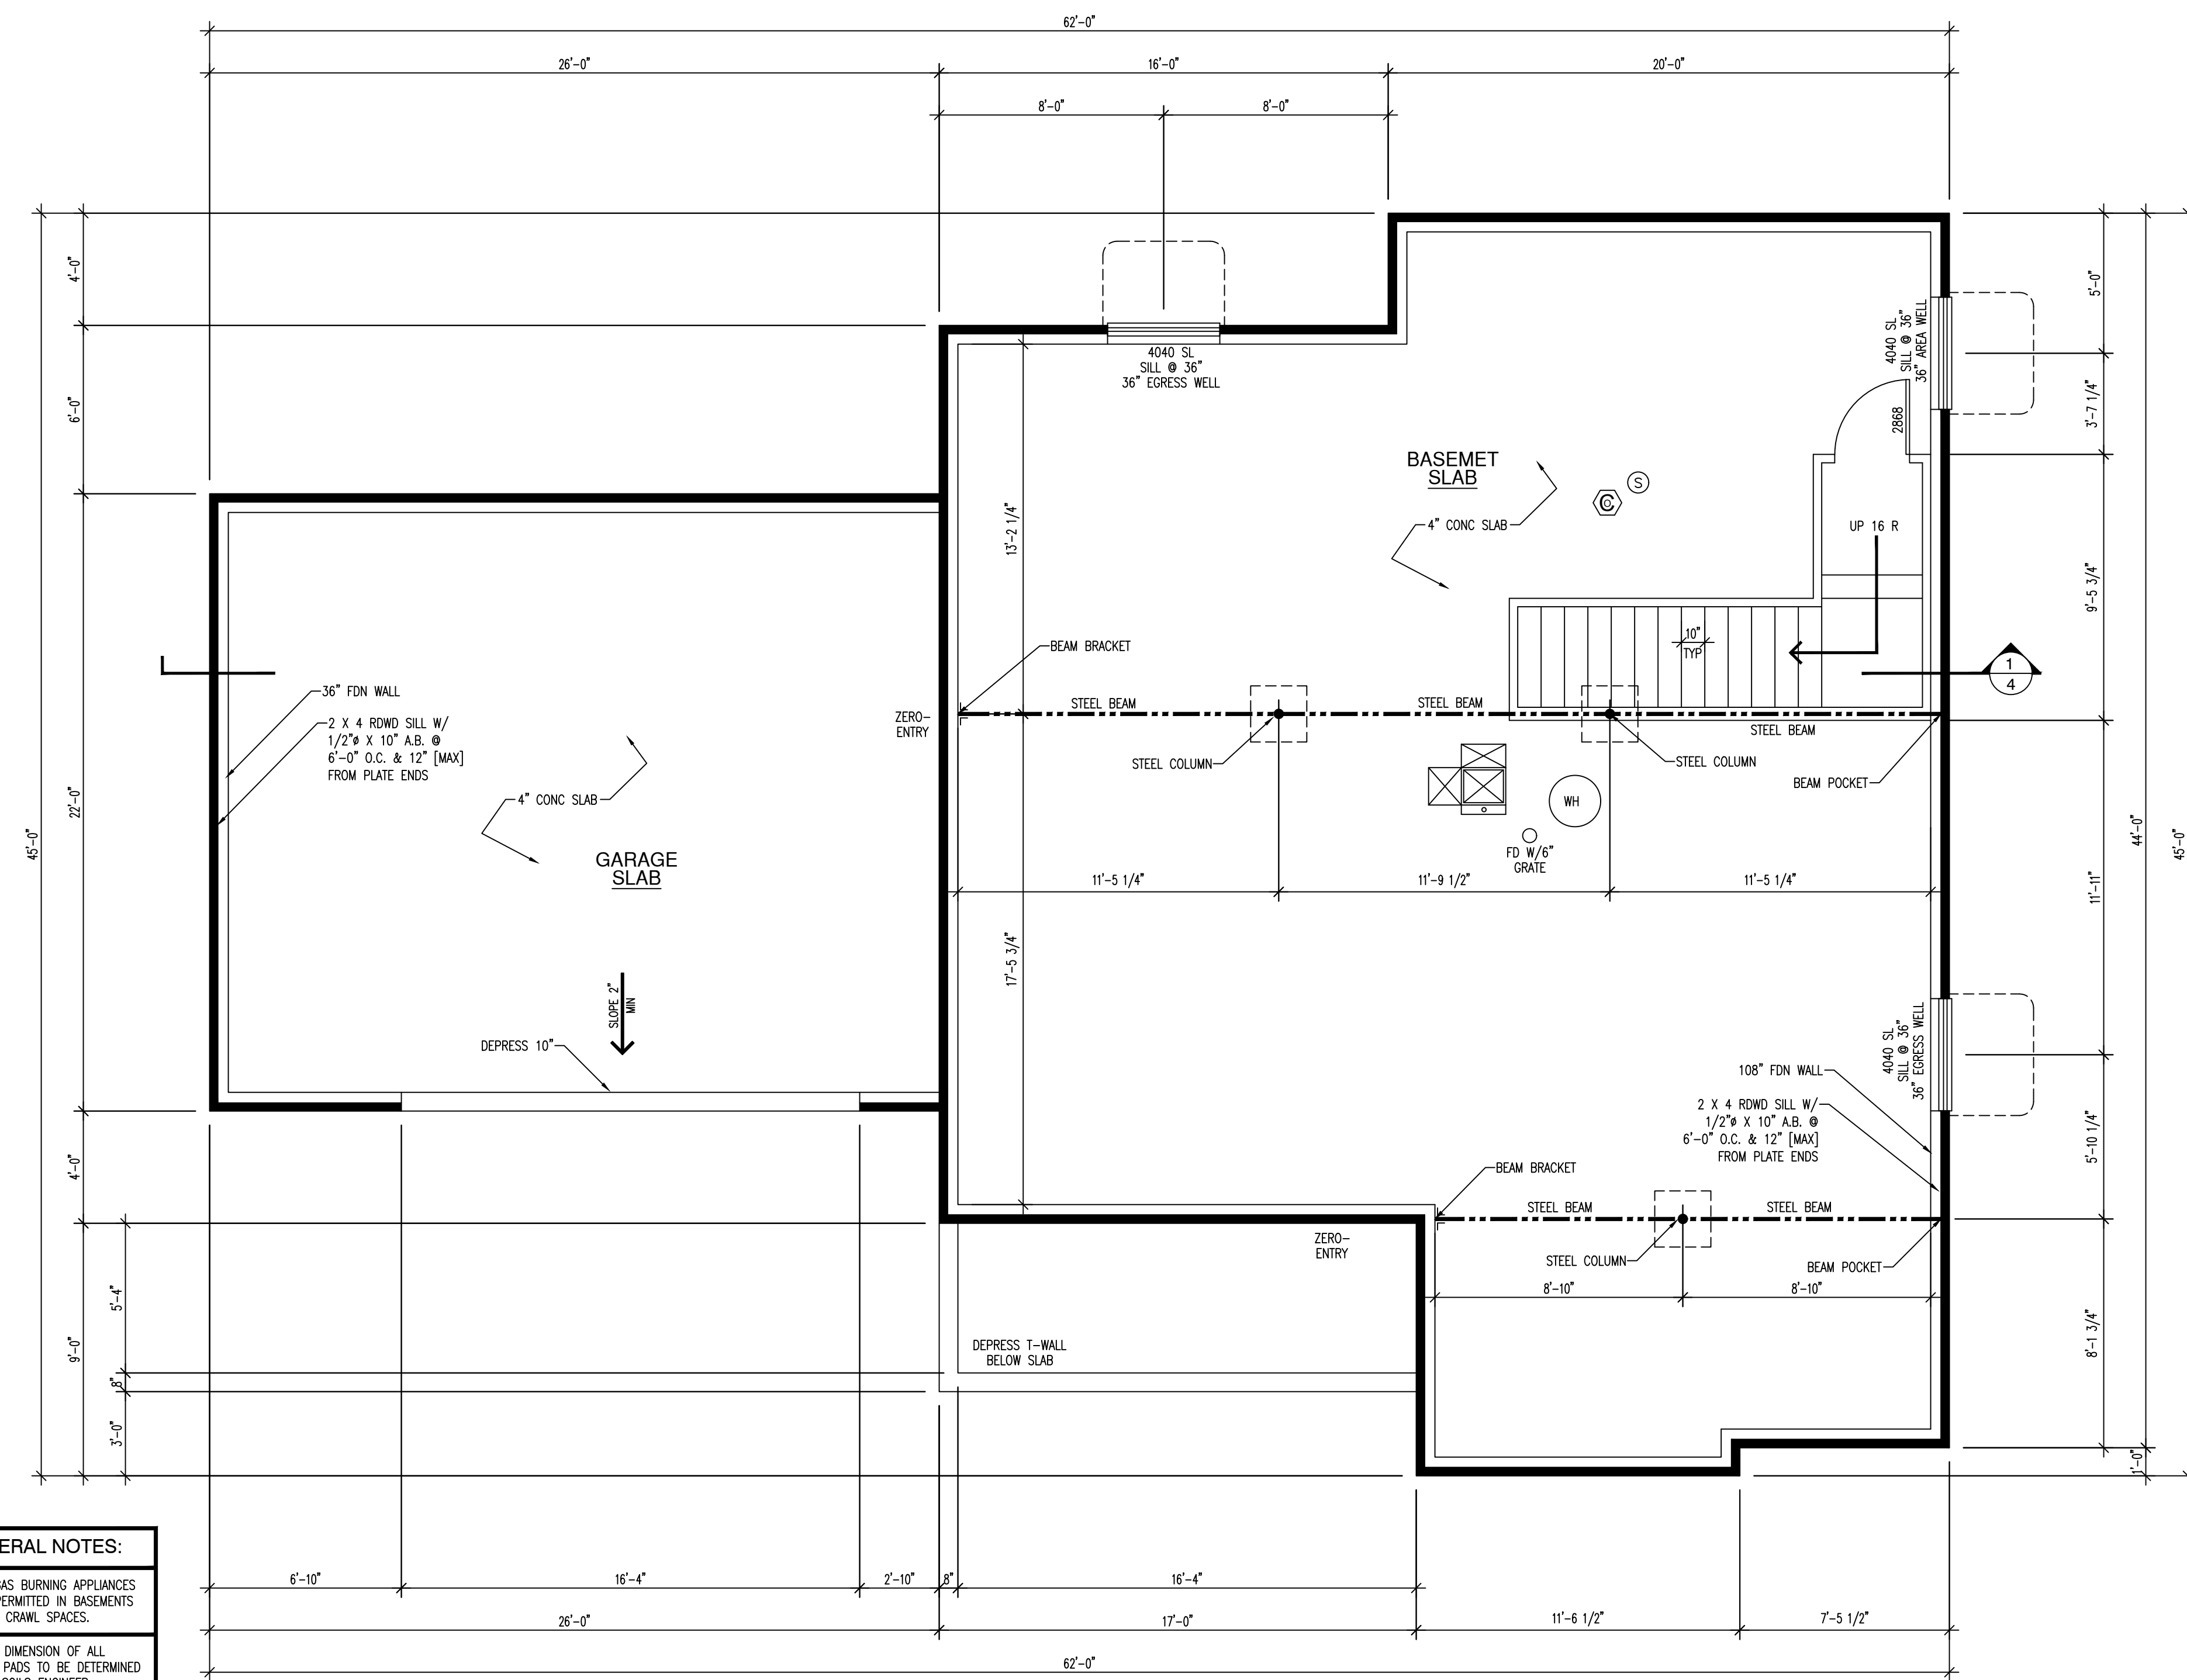 62'-0"
26'-0"
16'-0"
20'-0"
8'-0"
8'-0"
4'-0"
6'-0"
22'-0"
45'-0"
4'-0"
9'-0"
5'-4"
8"
3'-0"
4040 SL
SILL @ 36"
36" EGRESS WELL
4040 SL
SILL @ 36"
36" AREA WELL
5'-0"
3'-7 1/4"
2868
BASEMET
SLAB
C
O
S
4" CONC SLAB
UP 16 R
13'-2 1/4"
9'-5 3/4"
10"
TYP
BEAM BRACKET
1
4
36" FDN WALL
2 X 4 RDWD SILL W/
1/2"ø X 10" A.B. @
6'-0" O.C. & 12" [MAX]
FROM PLATE ENDS
ZERO-
ENTRY
STEEL BEAM
STEEL BEAM
STEEL BEAM
STEEL COLUMN
STEEL COLUMN
BEAM POCKET
4" CONC SLAB
GARAGE
SLAB
WH
FD W/6"
GRATE
11'-5 1/4"
11'-9 1/2"
11'-5 1/4"
11'-11"
44'-0"
45'-0"
17'-5 3/4"
SLOPE 2"
MIN
DEPRESS 10"
4040 SL
SILL @ 36"
36" EGRESS WELL
108" FDN WALL
2 X 4 RDWD SILL W/
1/2"ø X 10" A.B. @
6'-0" O.C. & 12" [MAX]
FROM PLATE ENDS
5'-10 1/4"
BEAM BRACKET
STEEL BEAM
STEEL BEAM
ZERO-
ENTRY
STEEL COLUMN
BEAM POCKET
8'-10"
8'-10"
8'-1 3/4"
DEPRESS T-WALL
BELOW SLAB
1'-0"
ERAL NOTES:
AS BURNING APPLIANCES
PERMITTED IN BASEMENTS
CRAWL SPACES.
DIMENSION OF ALL
PADS TO BE DETERMINED
6'-10"
16'-4"
2'-10"
8"
16'-4"
26'-0"
17'-0"
11'-6 1/2"
7'-5 1/2"
62'-0"